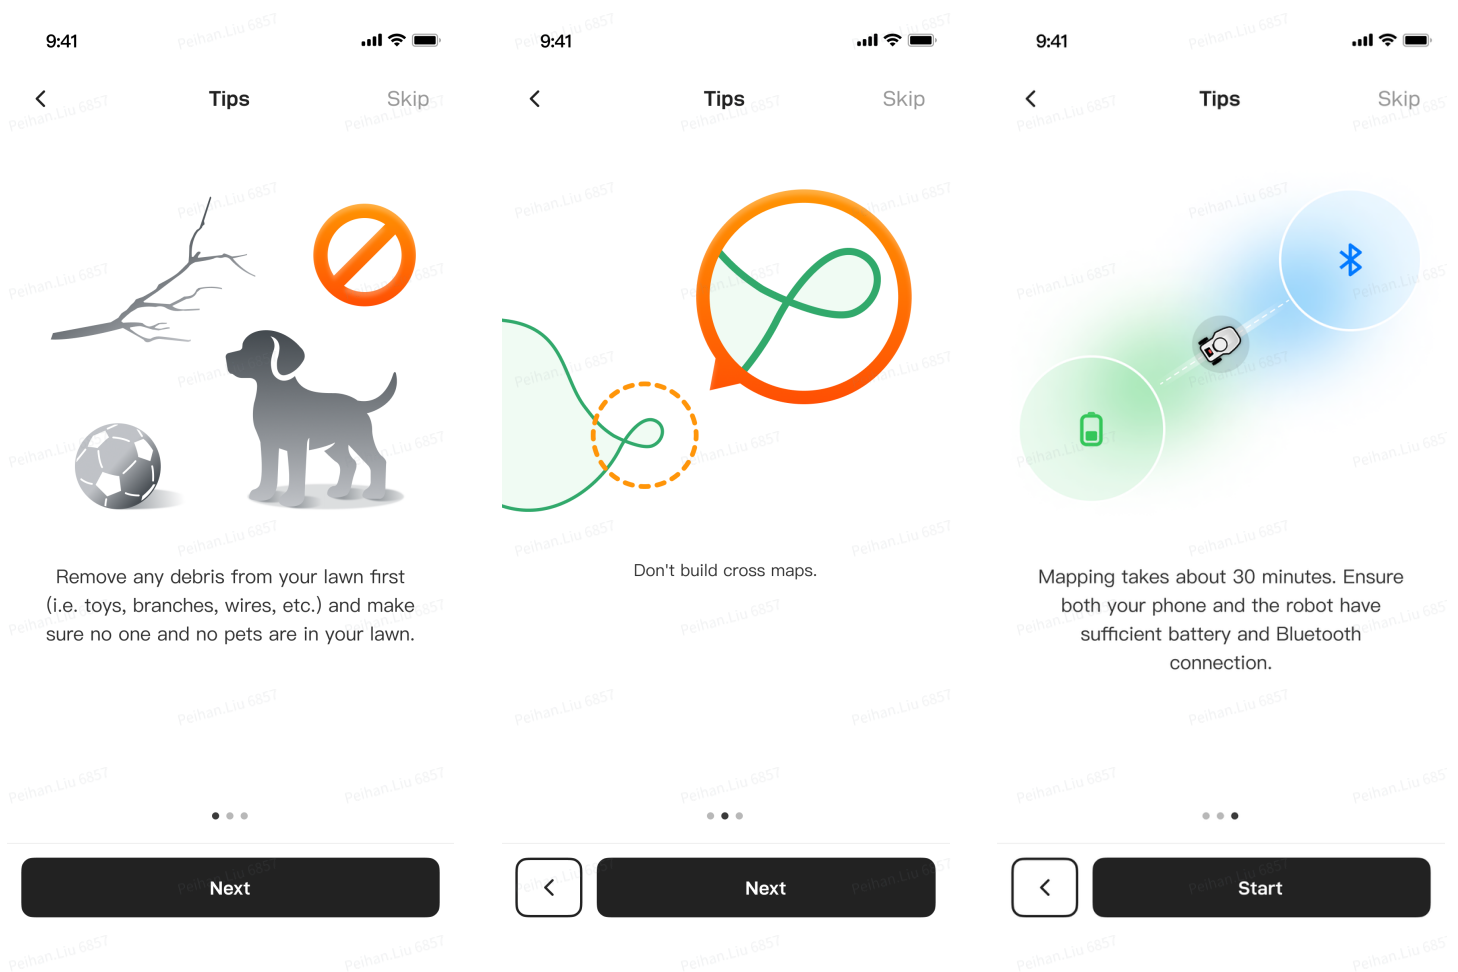 9:41
Tips
Skip
Remove any debris from your lawn first
(i.e. toys, branches, wires, etc.) and make
sure no one and no pets are in your lawn.
Next
9:41
Tips
Skip
Don't build cross maps.
Next
9:41
Tips
Skip
Mapping takes about 30 minutes. Ensure
both your phone and the robot have
sufficient battery and Bluetooth
connection.
Start
Peihan.Liu 6857